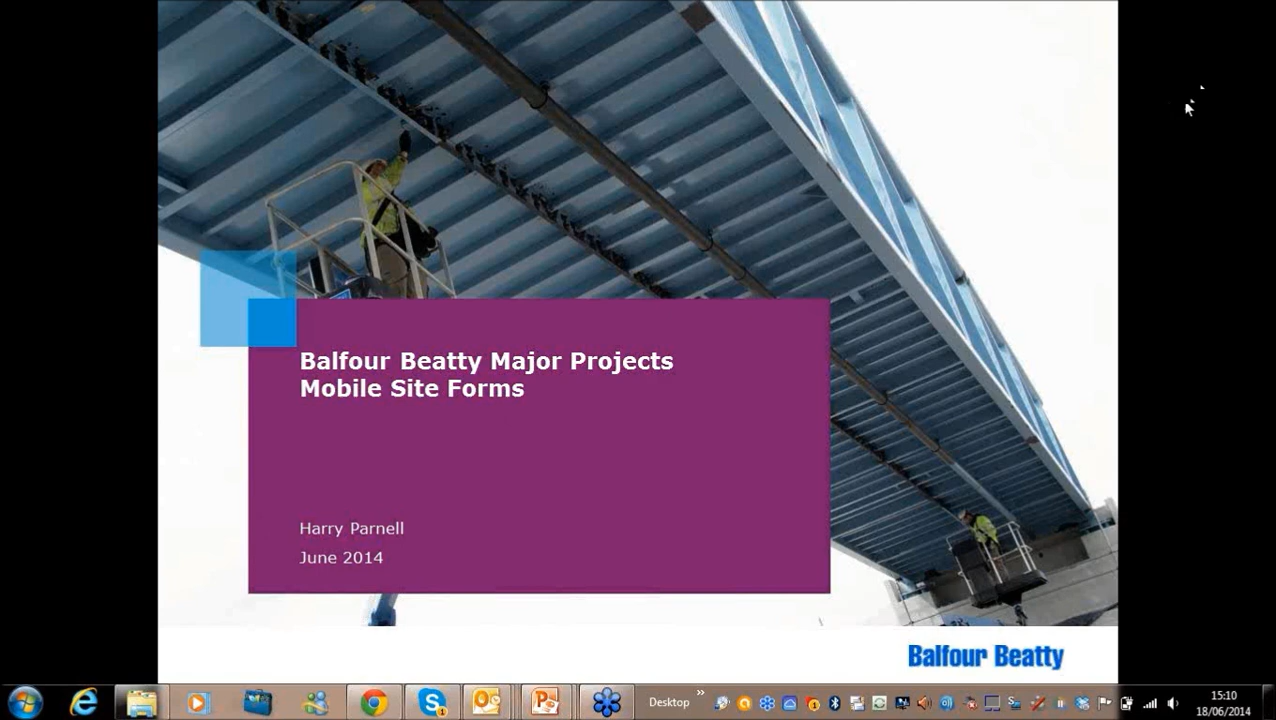 Balfour Beatty Major Projects
Mobile Site Forms
Harry Parnell
June 2014
Balfour Beatty
Desktop
»
15:10
18/06/2014